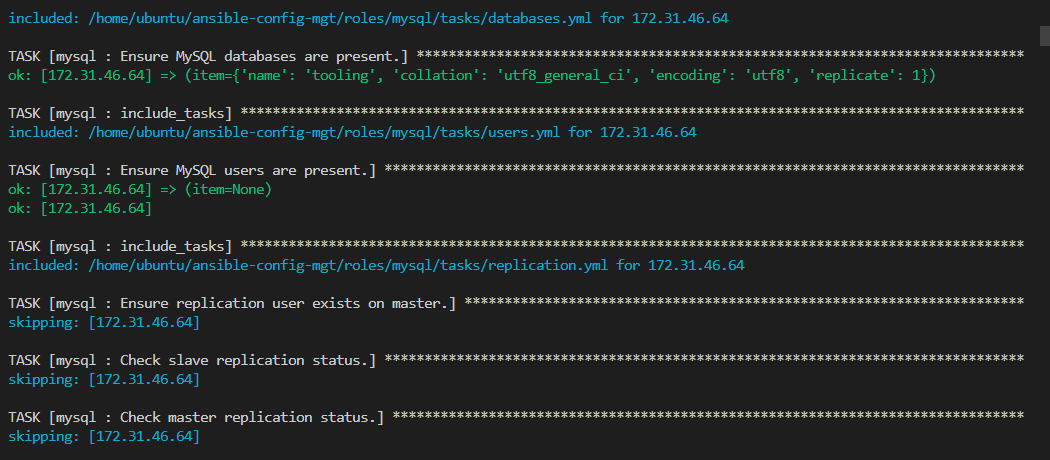 included: /home/ubuntu/ansible-config-mgt/roles/mysql/tasks/databases.yml for 172.31.46.64
TASK [mysql : Ensure MySQL databases are present.] ****************************************************************************
ok: [172.31.46.64] => (item={'name': 'tooling', 'collation': 'utf8_general_ci', 'encoding': 'utf8', 'replicate': 1})
TASK [mysql : include_tasks] **************************************************************************************************
included: /home/ubuntu/ansible-config-mgt/roles/mysql/tasks/users.yml for 172.31.46.64
TASK [mysql : Ensure MySQL users are present.] ********************************************************************************
ok: [172.31.46.64] => (item=None)
ok: [172.31.46.64]
TASK [mysql : include_tasks] **************************************************************************************************
included: /home/ubuntu/ansible-config-mgt/roles/mysql/tasks/replication.yml for 172.31.46.64
TASK [mysql : Ensure replication user exists on master.] **********************************************************************
skipping: [172.31.46.64]
TASK [mysql : Check slave replication status.] ********************************************************************************
skipping: [172.31.46.64]
TASK [mysql : Check master replication status.] *******************************************************************************
skipping: [172.31.46.64]